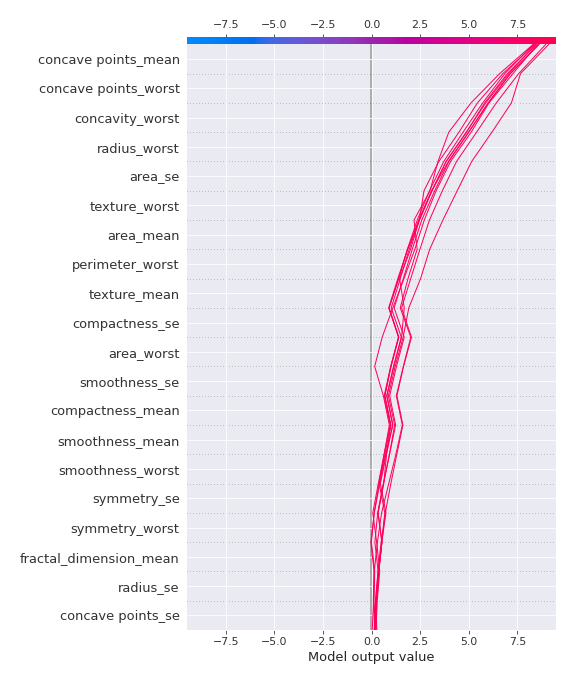 −7.5 −5.0 −2.5 0.0 2.5 5.0 7.5
concave points_mean
concave points_worst
concavity_worst
radius_worst
area_se
texture_worst
area_mean
perimeter_worst
texture_mean
compactness_se
area_worst
smoothness_se
compactness_mean
smoothness_mean
smoothness_worst
symmetry_se
symmetry_worst
fractal_dimension_mean
radius_se
concave points_se
−7.5 −5.0 −2.5 0.0 2.5 5.0 7.5
Model output value